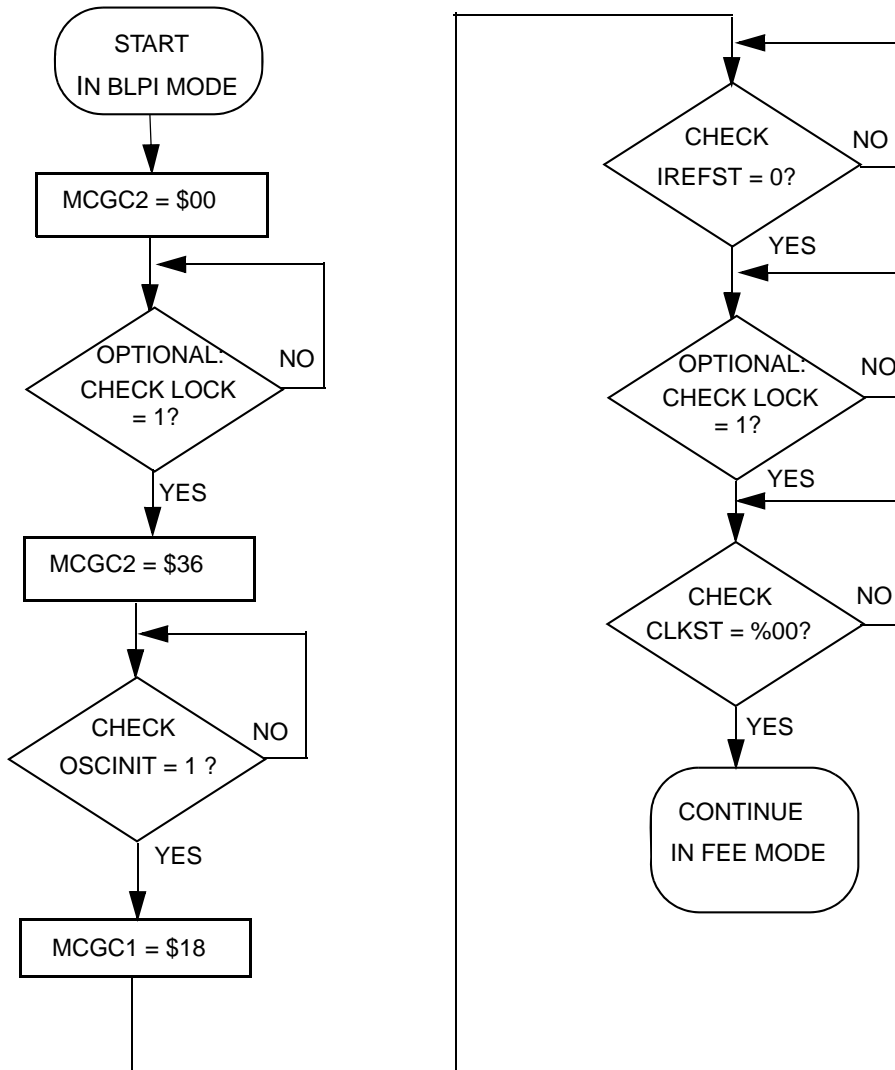 START
IN BLPI MODE
MCGC2 = $00
OPTIONAL:
CHECK LOCK
= 1?
NO
YES
MCGC2 = $36
CHECK
OSCINIT = 1 ?
NO
YES
MCGC1 = $18
CHECK
IREFST = 0?
NO
YES
OPTIONAL:
CHECK LOCK
= 1?
NO
YES
CHECK
CLKST = %00?
NO
YES
CONTINUE
IN FEE MODE